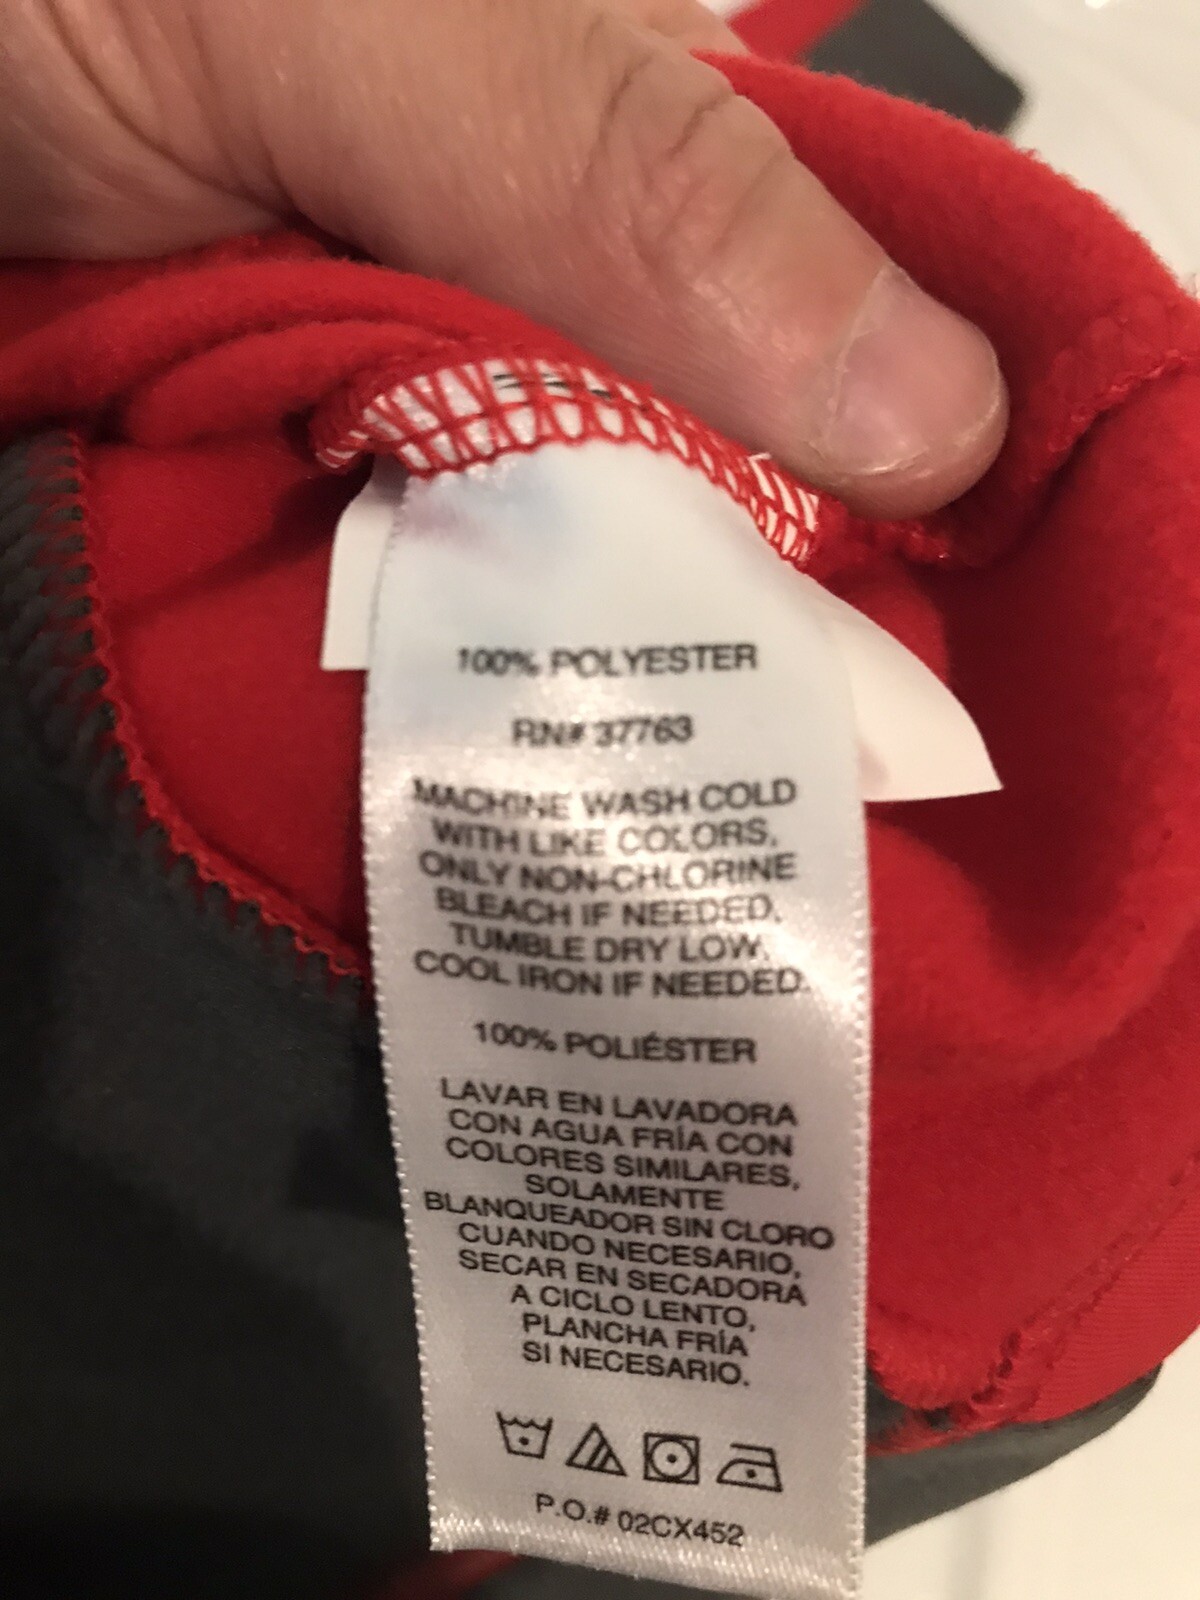 100% POLYESTER
RN# 37763
MACHINE WASH COLD
WITH LIKE COLORS,
ONLY NON-CHLORINE
BLEACH IF NEEDED.
TUMBLE DRY LOW,
COOL IRON IF NEEDED.
100% POLIÉSTER
LAVAR EN LAVADORA
CON AGUA FRÍA CON
COLORES SIMILARES,
SOLAMENTE
BLANQUEADOR SIN CLORO
CUANDO NECESARIO,
SECAR EN SECADORA
A CICLO LENTO,
PLANCHA FRÍA
SI NECESARIO.
P.O.# 02CX452